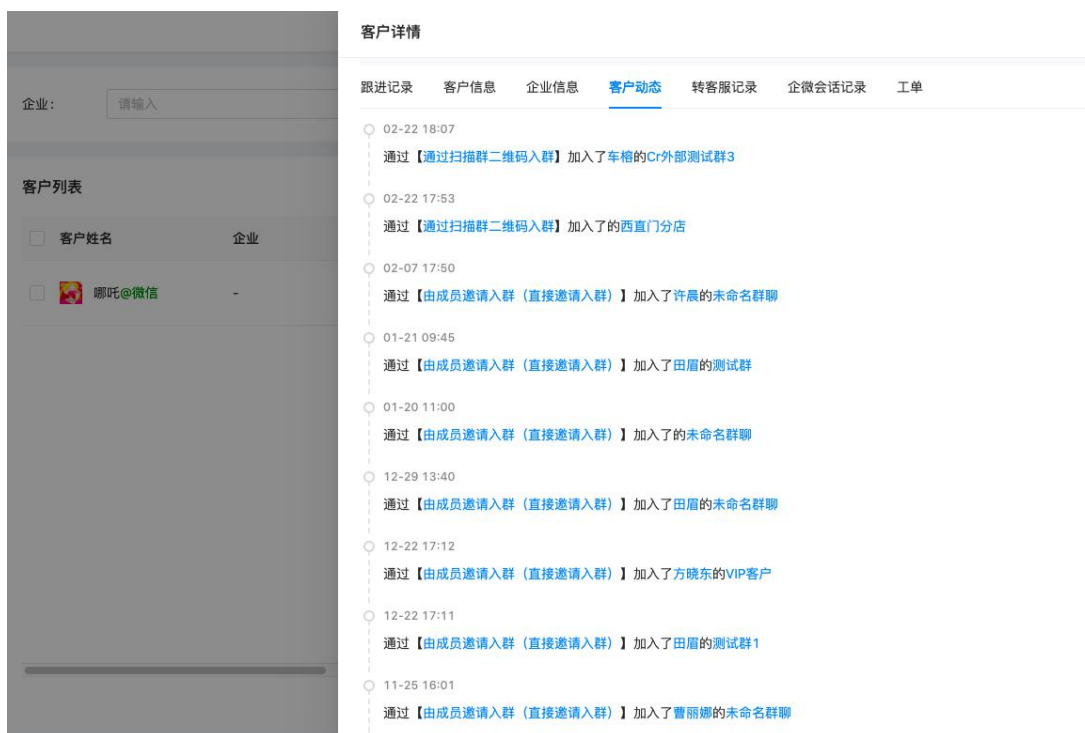 客户详情
跟进记录 客户信息 企业信息 客户动态 转客服记录 企微会话记录 工单
企业: 请输入
客户列表
客户姓名 企业
哪吒@微信 -
02-22 18:07
通过【通过扫描群二维码入群】加入了车榕的Cr外部测试群3
02-22 17:53
通过【通过扫描群二维码入群】加入了的西直门分店
02-07 17:50
通过【由成员邀请入群（直接邀请入群）】加入了许晨的未命名群聊
01-21 09:45
通过【由成员邀请入群（直接邀请入群）】加入了田眉的测试群
01-20 11:00
通过【由成员邀请入群（直接邀请入群）】加入了的未命名群聊
12-29 13:40
通过【由成员邀请入群（直接邀请入群）】加入了田眉的未命名群聊
12-22 17:12
通过【由成员邀请入群（直接邀请入群）】加入了方晓东的VIP客户
12-22 17:11
通过【由成员邀请入群（直接邀请入群）】加入了田眉的测试群1
11-25 16:01
通过【由成员邀请入群（直接邀请入群）】加入了曹丽娜的未命名群聊